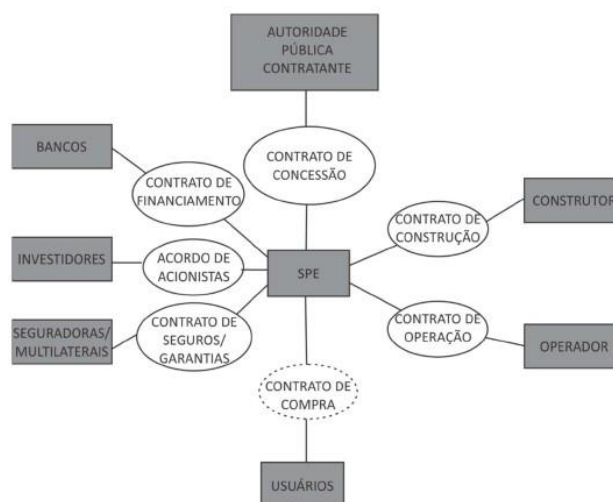 AUTORIDADE
PÚBLICA
CONTRATANTE
BANCOS
CONTRATO DE
CONCESSÃO
CONTRATO DE
FINANCIAMENTO
CONSTRUTOR
CONTRATO DE
CONSTRUÇÃO
INVESTIDORES
ACORDO DE
ACIONISTAS
SPE
SEGURADORAS/
MULTILATERAIS
CONTRATO DE
SEGUROS/
GARANTIAS
CONTRATO DE
OPERAÇÃO
OPERADOR
CONTRATO DE
COMPRA
USUÁRIOS